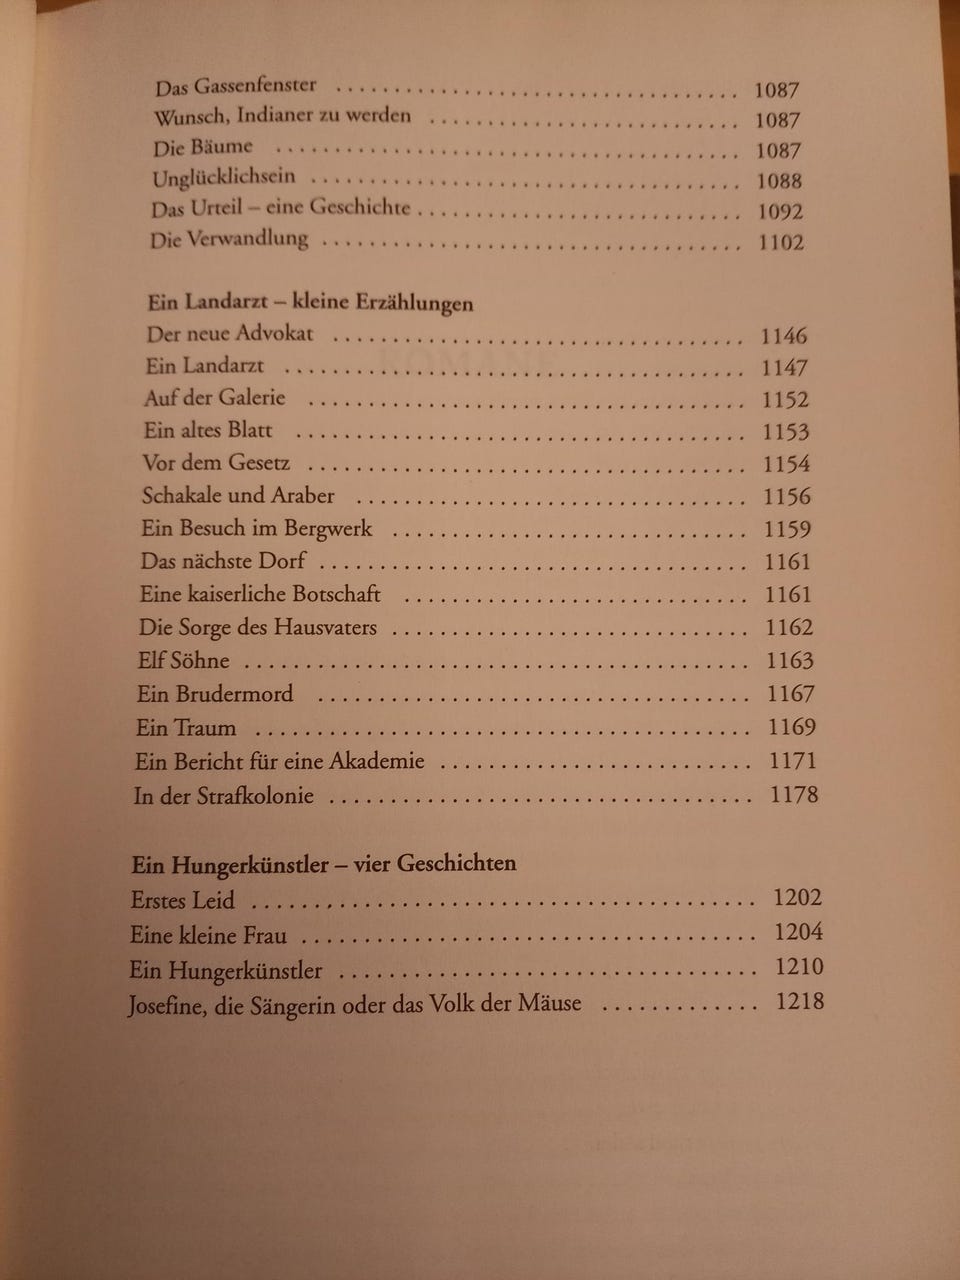 Das Gassenfenster . . . . . . . . . . . . . . . . . . . . . . . . . . . . . . . . . . 1087
Wunsch, Indianer zu werden . . . . . . . . . . . . . . . . . . . . . . . . . . 1087
Die Bäume . . . . . . . . . . . . . . . . . . . . . . . . . . . . . . . . . . . . . . . 1087
Unglücklichsein . . . . . . . . . . . . . . . . . . . . . . . . . . . . . . . . . . . . 1088
Das Urteil – eine Geschichte . . . . . . . . . . . . . . . . . . . . . . . . . . . 1092
Die Verwandlung . . . . . . . . . . . . . . . . . . . . . . . . . . . . . . . . . . . 1102
Ein Landarzt – kleine Erzählungen
Der neue Advokat . . . . . . . . . . . . . . . . . . . . . . . . . . . . . . . . . . 1146
Ein Landarzt . . . . . . . . . . . . . . . . . . . . . . . . . . . . . . . . . . . . . . 1147
Auf der Galerie . . . . . . . . . . . . . . . . . . . . . . . . . . . . . . . . . . . . 1152
Ein altes Blatt . . . . . . . . . . . . . . . . . . . . . . . . . . . . . . . . . . . . . 1153
Vor dem Gesetz . . . . . . . . . . . . . . . . . . . . . . . . . . . . . . . . . . . . 1154
Schakale und Araber . . . . . . . . . . . . . . . . . . . . . . . . . . . . . . . . 1156
Ein Besuch im Bergwerk . . . . . . . . . . . . . . . . . . . . . . . . . . . . . 1159
Das nächste Dorf . . . . . . . . . . . . . . . . . . . . . . . . . . . . . . . . . . . 1161
Eine kaiserliche Botschaft . . . . . . . . . . . . . . . . . . . . . . . . . . . . 1161
Die Sorge des Hausvaters . . . . . . . . . . . . . . . . . . . . . . . . . . . . . 1162
Elf Söhne . . . . . . . . . . . . . . . . . . . . . . . . . . . . . . . . . . . . . . . . . 1163
Ein Brudermord . . . . . . . . . . . . . . . . . . . . . . . . . . . . . . . . . . . 1167
Ein Traum . . . . . . . . . . . . . . . . . . . . . . . . . . . . . . . . . . . . . . . . 1169
Ein Bericht für eine Akademie . . . . . . . . . . . . . . . . . . . . . . . . . 1171
In der Strafkolonie . . . . . . . . . . . . . . . . . . . . . . . . . . . . . . . . . . 1178
Ein Hungerkünstler – vier Geschichten
Erstes Leid . . . . . . . . . . . . . . . . . . . . . . . . . . . . . . . . . . . . . . . . 1202
Eine kleine Frau . . . . . . . . . . . . . . . . . . . . . . . . . . . . . . . . . . . . 1204
Ein Hungerkünstler . . . . . . . . . . . . . . . . . . . . . . . . . . . . . . . . . 1210
Josefine, die Sängerin oder das Volk der Mäuse . . . . . . . . . . . . . 1218